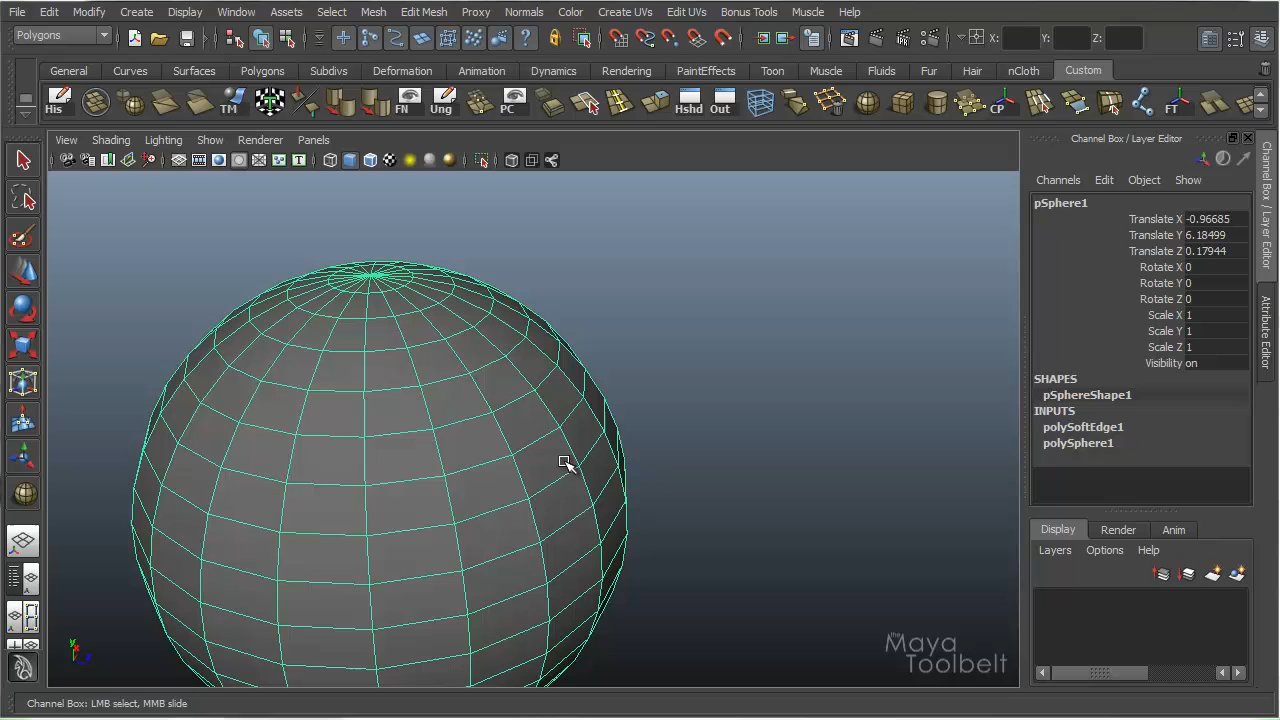 File Edit Modify Create Display Window Assets Select Mesh Edit Mesh Proxy Normals Color Create UVs Edit UVs Bonus Tools Muscle Help
Polygons X: Y: Z:
General Curves Surfaces Polygons Subdivs Deformation Animation Dynamics Rendering PaintEffects Toon Muscle Fluids Fur Hair nCloth Custom
His TM FN Ung PC Hshd Out CP FT
View Shading Lighting Show Renderer Panels
Channel Box / Layer Editor
Channels Edit Object Show
pSphere1
Translate X -0.96685
Translate Y 6.18499
Translate Z 0.17944
Rotate X 0
Rotate Y 0
Rotate Z 0
Scale X 1
Scale Y 1
Scale Z 1
Visibility on
SHAPES
pSphereShape1
INPUTS
polySoftEdge1
polySphere1
Display Render Anim
Layers Options Help
Channel Box / Layer Editor
Attribute Editor
y
x
z
the
Maya
Toolbelt
Channel Box: LMB select, MMB slide